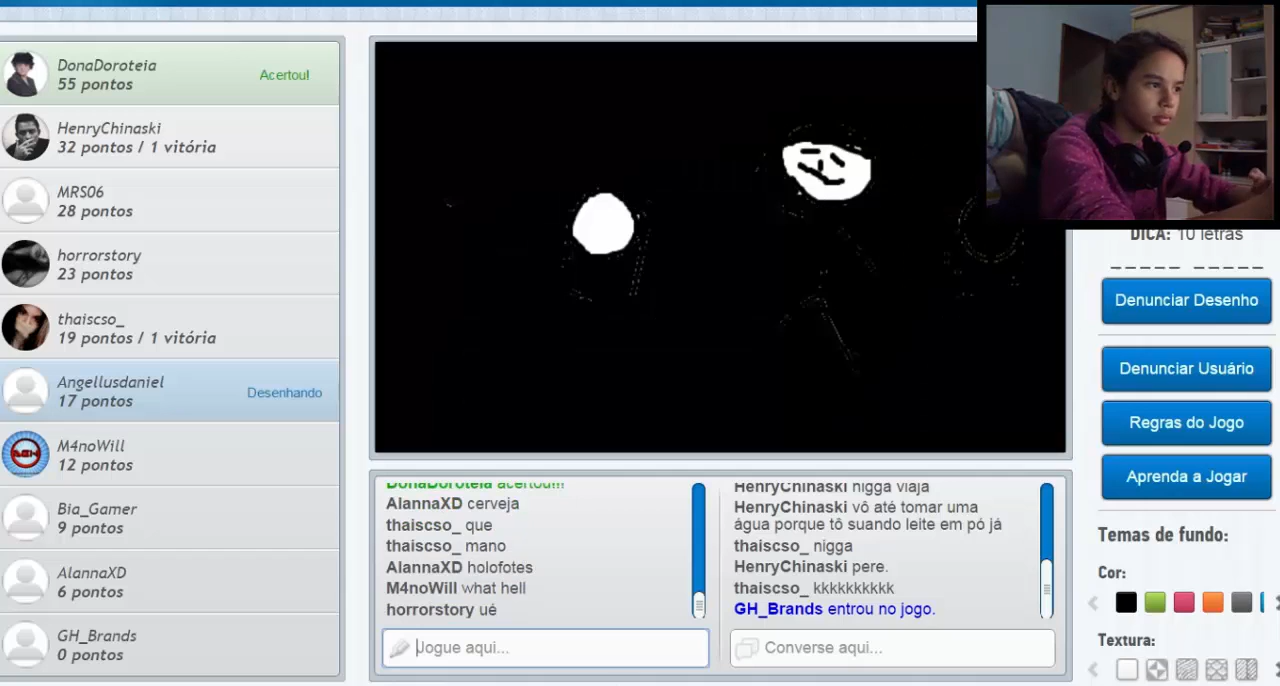 DonaDoroteia
55 pontos
Acertou!
HenryChinaski
32 pontos / 1 vitória
MRS06
28 pontos
horrorstory
23 pontos
thaiscso_
19 pontos / 1 vitória
Angellusdaniel
17 pontos
Desenhando
M4noWill
12 pontos
Bia_Gamer
9 pontos
AlannaXD
6 pontos
GH_Brands
0 pontos
DonaDoroteia acertou!!!
AlannaXD cerveja
thaiscso_ que
thaiscso_ mano
AlannaXD holofotes
M4noWill what hell
horrorstory ué
Jogue aqui...
HenryChinaski nigga viaja
HenryChinaski vô até tomar uma
água porque tô suando leite em pó já
thaiscso_ nigga
HenryChinaski pere.
thaiscso_ kkkkkkkkkk
GH_Brands entrou no jogo.
Converse aqui...
DICA: 10 letras
_____ _____
Denunciar Desenho
Denunciar Usuário
Regras do Jogo
Aprenda a Jogar
Temas de fundo:
Cor:
Textura: